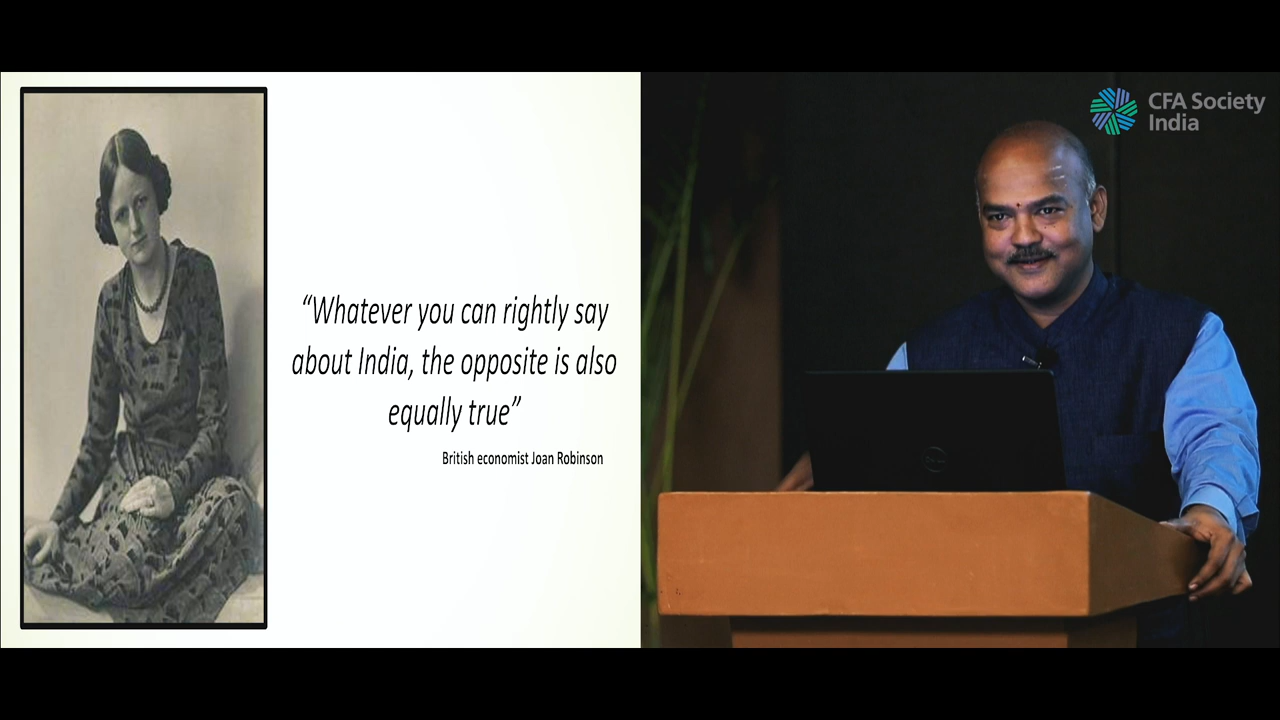 “Whatever you can rightly say
about India, the opposite is also
equally true”
British economist Joan Robinson
CFA Society
India